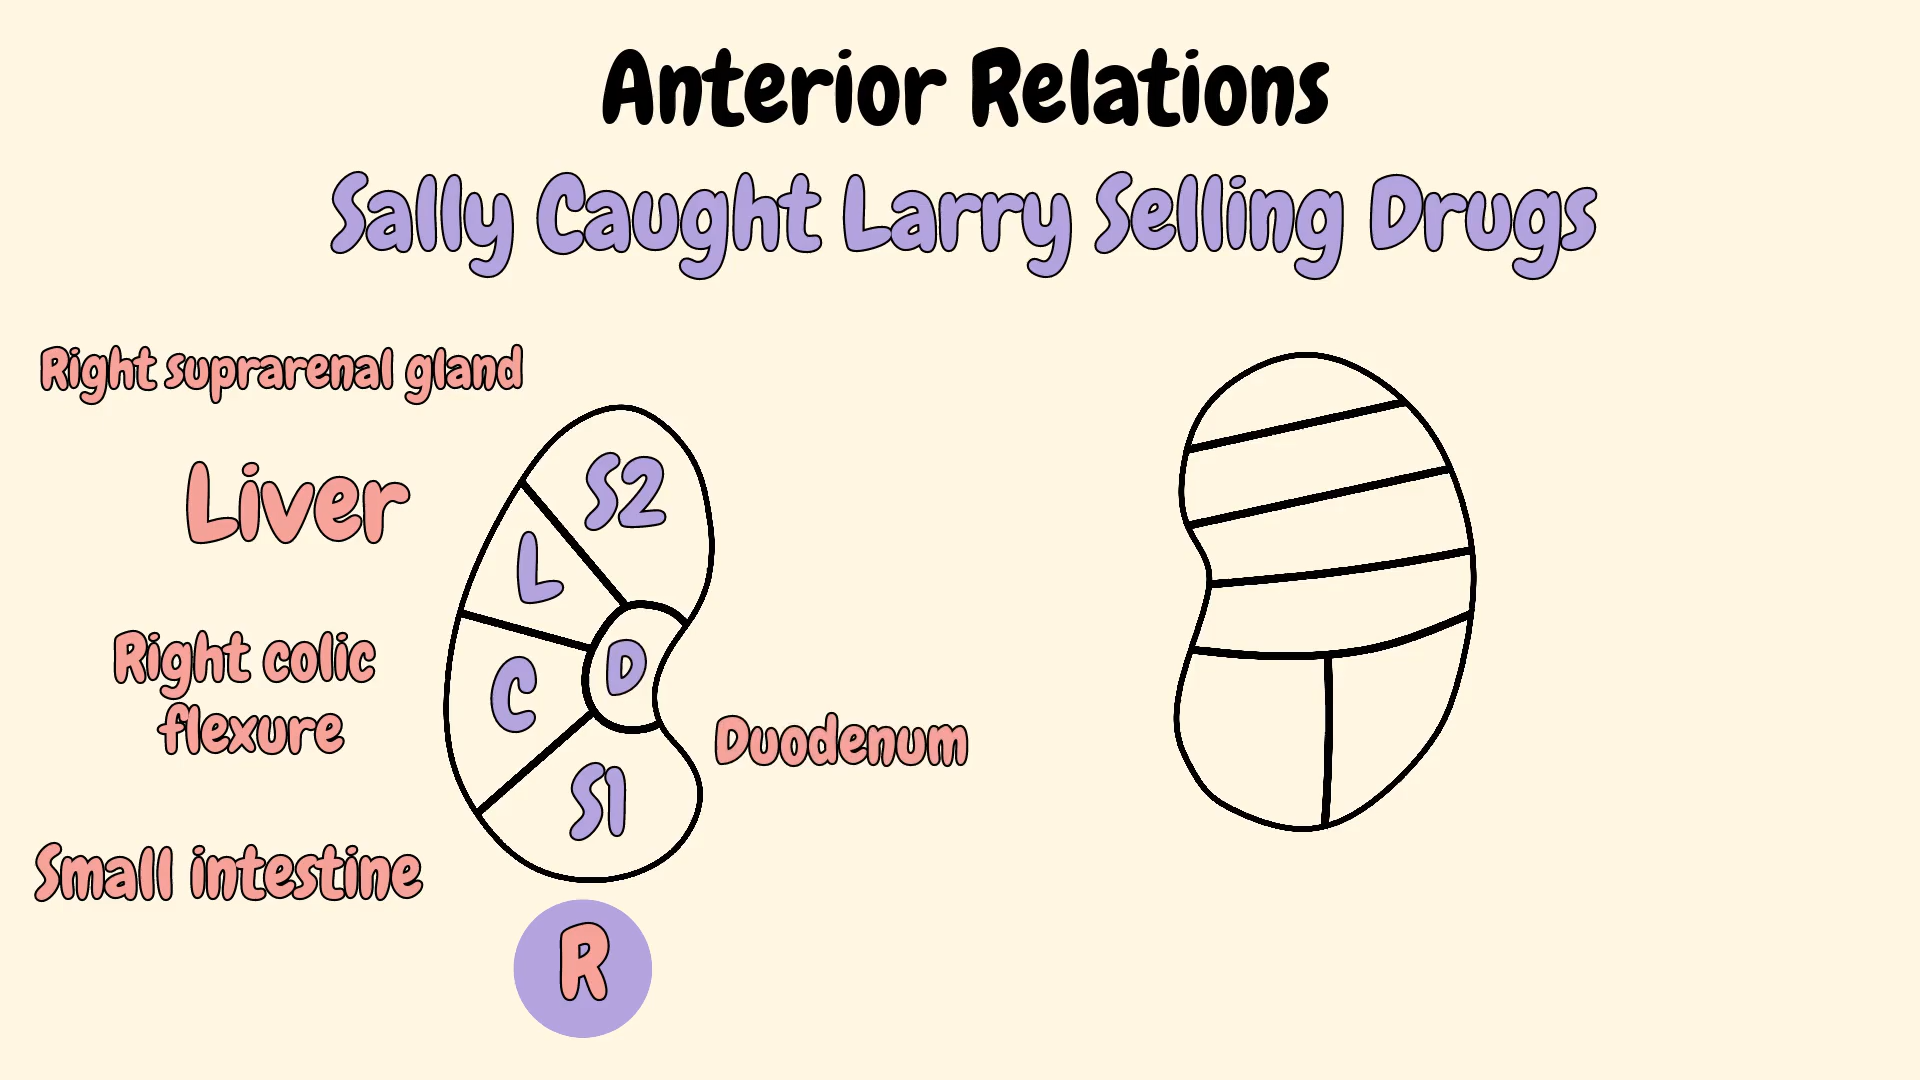 Anterior Relations
Sally Caught Larry Selling Drugs
Right suprarenal gland
Liver
Right colic
flexure
Small intestine
S2
L
D
C
S1
Duodenum
R